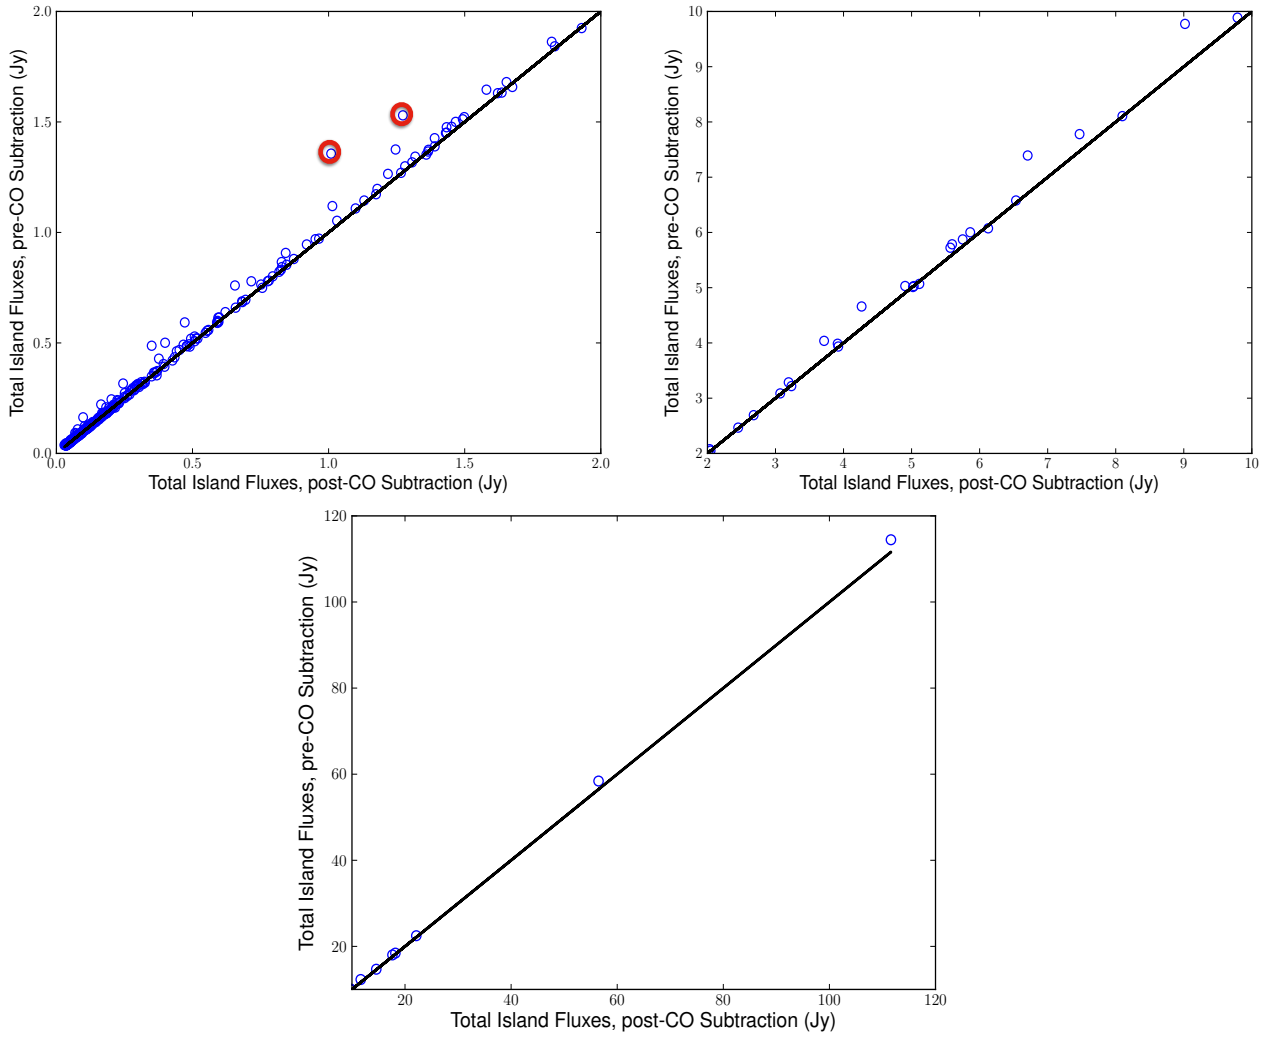 2.0
1.5
1.0
0.5
0.0
Total Island Fluxes, pre-CO Subtraction (Jy)
0.0 0.5 1.0 1.5 2.0
Total Island Fluxes, post-CO Subtraction (Jy)
10
9
8
7
6
5
4
3
2
Total Island Fluxes, pre-CO Subtraction (Jy)
2 3 4 5 6 7 8 9 10
Total Island Fluxes, post-CO Subtraction (Jy)
120
100
80
60
40
20
Total Island Fluxes, pre-CO Subtraction (Jy)
20 40 60 80 100 120
Total Island Fluxes, post-CO Subtraction (Jy)